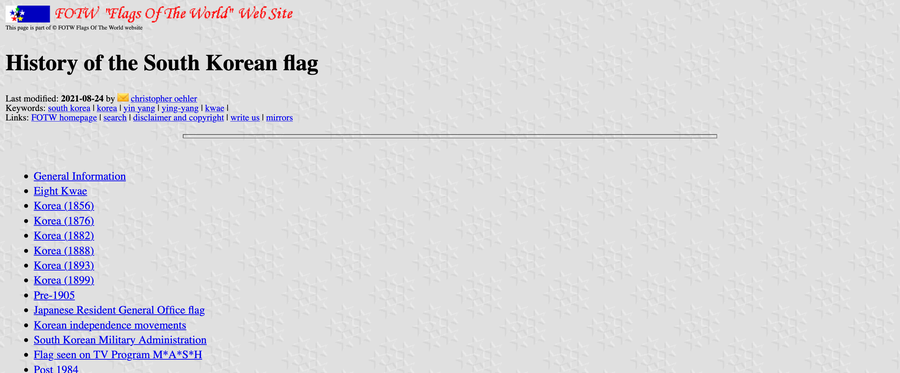 FOTW "Flags Of The World" Web Site
This page is part of © FOTW Flags Of The World website
History of the South Korean flag
Last modified: 2021-08-24 by christopher oehler
Keywords: south korea | korea | yin yang | ying-yang | kwae |
Links: FOTW homepage | search | disclaimer and copyright | write us | mirrors
General Information
Eight Kwae
Korea (1856)
Korea (1876)
Korea (1882)
Korea (1888)
Korea (1893)
Korea (1899)
Pre-1905
Japanese Resident General Office flag
Korean independence movements
South Korean Military Administration
Flag seen on TV Program M*A*S*H
Post 1984